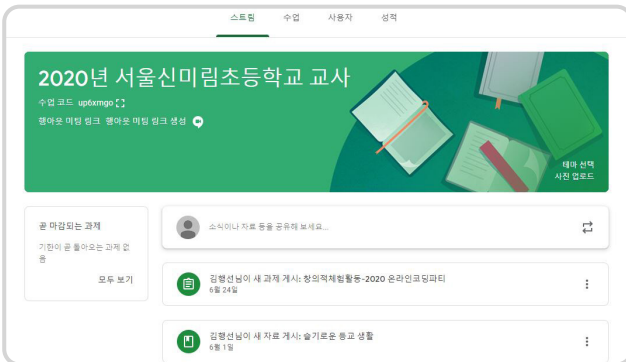 스트림 수업 사용자 성적
2020년 서울신미림초등학교 교사
수업 코드 up6xmgo
행아웃 미팅 링크 행아웃 미팅 링크 생성
테마 선택
사진 업로드
곧 마감되는 과제
기한이 곧 돌아오는 과제 없
음
모두 보기
소식이나 자료 등을 공유해 보세요...
김행선님이 새 과제 게시: 창의적체험활동-2020 온라인코딩파티
6월 24일
김행선님이 새 자료 게시: 슬기로운 등교 생활
6월 1일